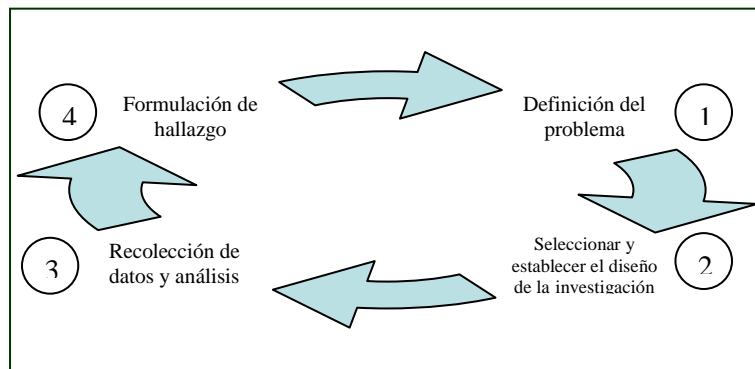 4
Formulación de
hallazgo
Definición del
problema
1
3
Recolección de
datos y análisis
Seleccionar y
establecer el diseño
de la investigación
2